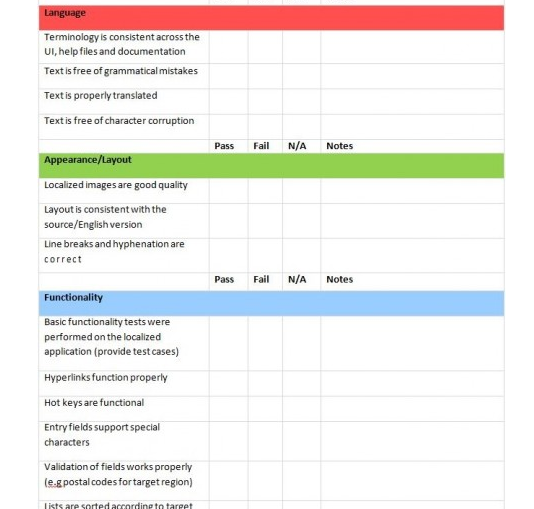 Language
Terminology is consistent across the
UI, help files and documentation
Text is free of grammatical mistakes
Text is properly translated
Text is free of character corruption
Pass Fail N/A Notes
Appearance/Layout
Localized images are good quality
Layout is consistent with the
source/English version
Line breaks and hyphenation are
correct
Pass Fail N/A Notes
Functionality
Basic functionality tests were
performed on the localized
application (provide test cases)
Hyperlinks function properly
Hot keys are functional
Entry fields support special
characters
Validation of fields works properly
(e.g postal codes for target region)
Lists are sorted according to target